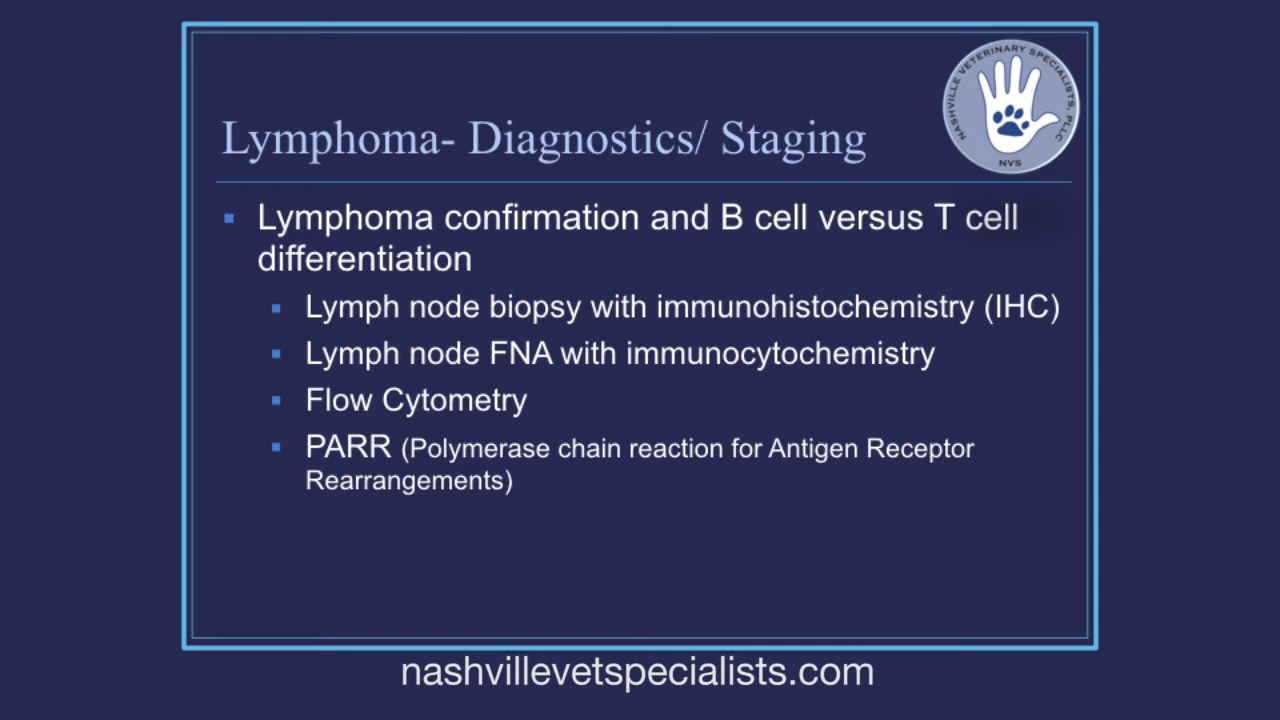 NASHVILLE VETERINARY SPECIALISTS, PLLC
NVS
Lymphoma- Diagnostics/ Staging
▪ Lymphoma confirmation and B cell versus T cell
differentiation
▪ Lymph node biopsy with immunohistochemistry (IHC)
▪ Lymph node FNA with immunocytochemistry
▪ Flow Cytometry
▪ PARR (Polymerase chain reaction for Antigen Receptor
Rearrangements)
nashvillevetspecialists.com